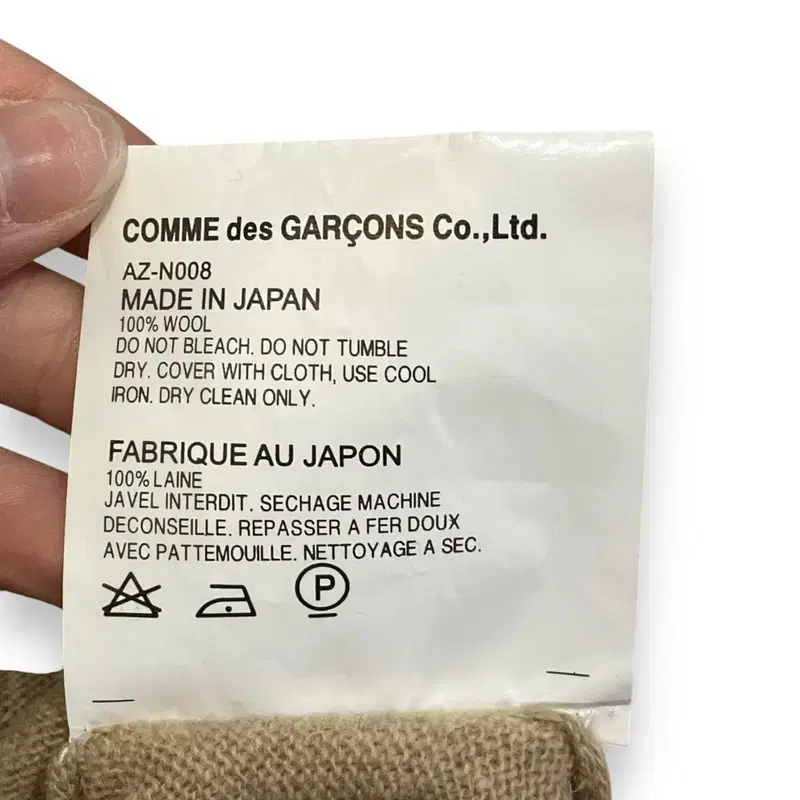 COMME des GARÇONS Co.,Ltd.
AZ-N008
MADE IN JAPAN
100% WOOL
DO NOT BLEACH. DO NOT TUMBLE
DRY. COVER WITH CLOTH, USE COOL
IRON. DRY CLEAN ONLY.
FABRIQUE AU JAPON
100% LAINE
JAVEL INTERDIT. SECHAGE MACHINE
DECONSEILLE. REPASSER A FER DOUX
AVEC PATTEMOUILLE. NETTOYAGE A SEC.
P